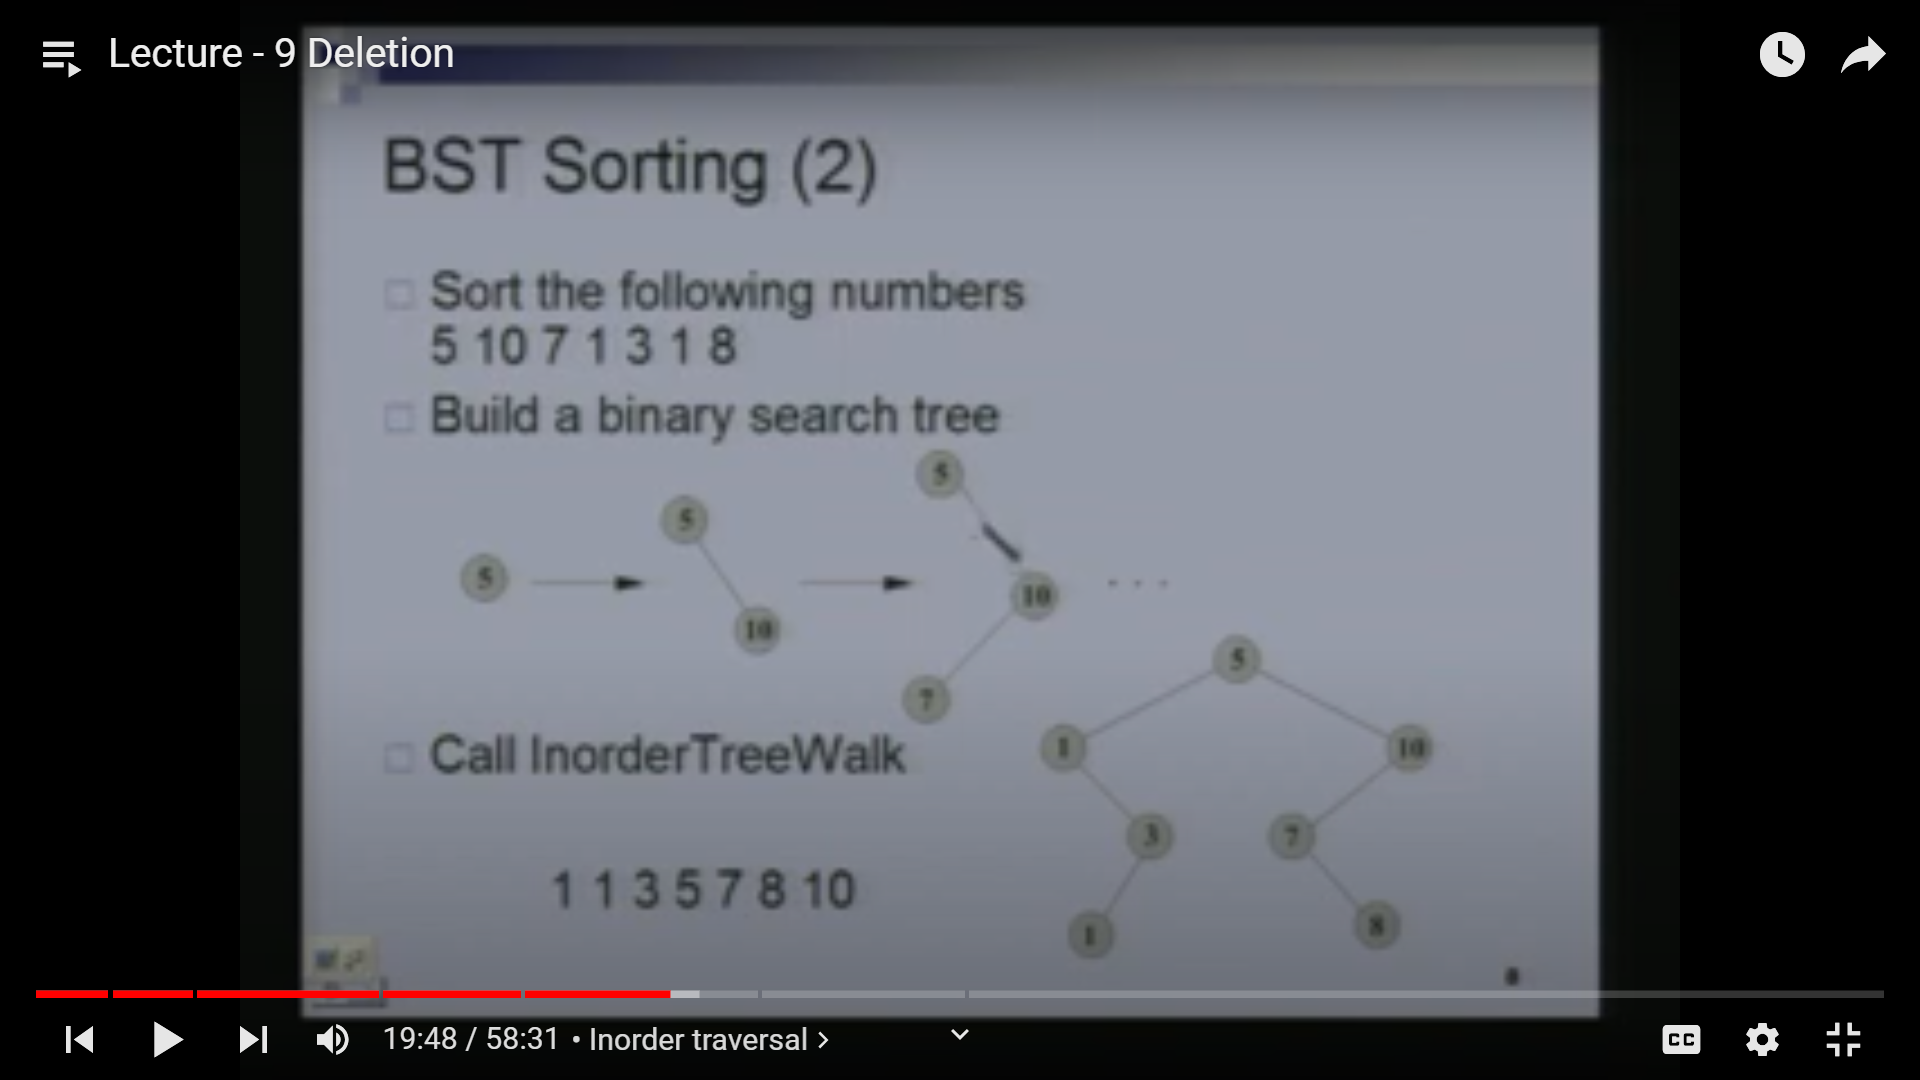 Lecture - 9 Deletion
BST Sorting (2)
Sort the following numbers
5 10 7 1 3 1 8
Build a binary search tree
5
5
10
5
10
7
. . .
5
1
10
3
7
1
8
Call InorderTreeWalk
1 1 3 5 7 8 10
19:48 / 58:31 • Inorder traversal >
CC